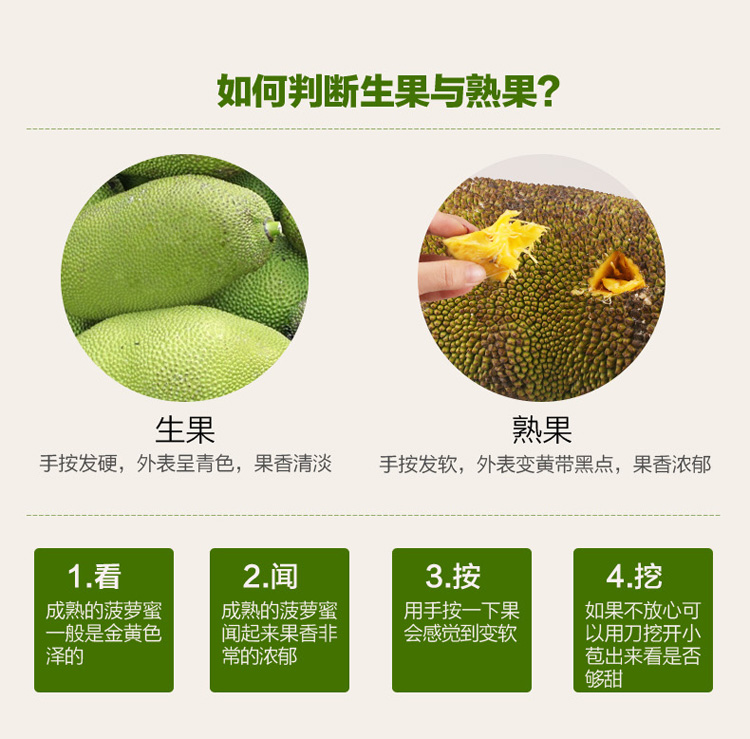 如何判断生果与熟果?
生果
手按发硬，外表呈青色，果香清淡
熟果
手按发软，外表变黄带黑点，果香浓郁
1.看
成熟的菠萝蜜
一般是金黄色
泽的
2.闻
成熟的菠萝蜜
闻起来果香非
常的浓郁
3.按
用手按一下果
会感觉到变软
4.挖
如果不放心可
以用刀挖开小
苞出来看是否
够甜